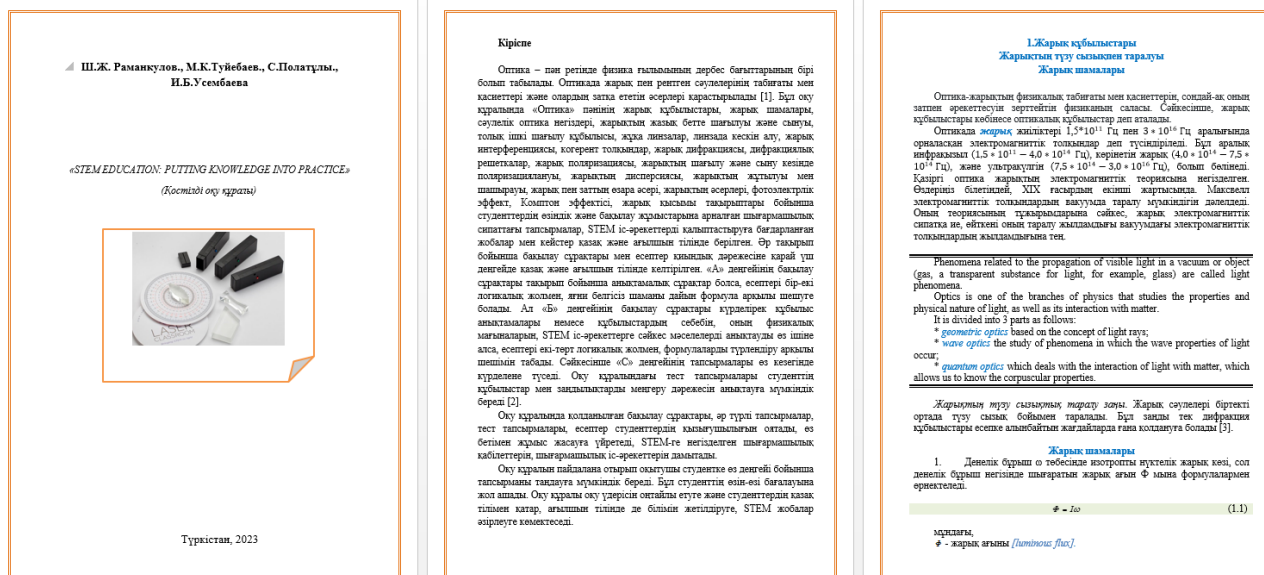 Ш.Ж. Раманкулов., М.К.Туйебаев., С.Полатұлы.,
И.Б.Усембаева
«STEM EDUCATION: PUTTING KNOWLEDGE INTO PRACTICE»
(Қостілді оқу құралы)
Түркістан, 2023
Кіріспе
Оптика – пән ретінде физика ғылымының дербес бағыттарының бірі
болып табылады. Оптикада жарық пен рентген сәулелерінің табиғаты мен
қасиеттері және олардың затқа ететін әсерлері қарастырылады [1]. Бұл оқу
құралында «Оптика» пәнінің жарық құбылыстары, жарық шамалары,
сәулелік оптика негіздері, жарықтың жазық бетте шағылуы және сынуы,
толық ішкі шағылу құбылысы, жұқа линзалар, линзада кескін алу, жарық
интерференциясы, когерент толқындар, жарық дифракциясы, дифракциялық
решеткалар, жарық поляризациясы, жарықтың шағылу және сыну кезінде
поляризациялануы, жарықтың дисперсиясы, жарықтың жұтылуы мен
шашырауы, жарық пен заттың өзара әсері, жарықтың әсерлері, фотоэлектрлік
эффект, Комптон эффектісі, жарық қысымы тақырыптары бойынша
студенттердің өзіндік және бақылау жұмыстарына арналған шығармашылық
сипаттағы тапсырмалар, STEM іс-әрекеттерді қалыптастыруға бағдарланған
жобалар мен кейстер қазақ және ағылшын тілінде берілген. Әр тақырып
бойынша бақылау сұрақтары мен есептер қиындық дәрежесіне қарай үш
деңгейде қазақ және ағылшын тілінде келтірілген. «А» деңгейінің бақылау
сұрақтары тақырып бойынша анықтамалық сұрақтар болса, есептері бір-екі
логикалық жолмен, яғни белгісіз шаманы дайын формула арқылы шешуге
болады. Ал «Б» деңгейінің бақылау сұрақтары күрделірек құбылыс
анықтамалары немесе құбылыстардың себебін, оның физикалық
мағыналарын, STEM іс-әрекеттерге сәйкес мәселелерді анықтауды өз ішіне
алса, есептері екі-төрт логикалық жолмен, формулаларды түрлендіру арқылы
шешімін табады. Сәйкесінше «С» деңгейінің тапсырмалары өз кезегінде
күрделене түседі. Оқу құралындағы тест тапсырмалары студенттің
құбылыстар мен заңдылықтарды меңгеру дәрежесін анықтауға мүмкіндік
береді [2].
Оқу құралында қолданылған бақылау сұрақтары, әр түрлі тапсырмалар,
тест тапсырмалары, есептер студенттердің қызығушылығын оятады, өз
бетімен жұмыс жасауға үйретеді, STEM-ге негізделген шығармашылық
қабілеттерін, шығармашылық іс-әрекеттерін дамытады.
Оқу құралын пайдалана отырып оқытушы студентке өз деңгейі бойынша
тапсырманы таңдауға мүмкіндік береді. Бұл студенттің өзін-өзі бағалауына
жол ашады. Оқу құралы оқу үдерісін оңтайлы етуге және студенттердің қазақ
тілімен қатар, ағылшын тілінде де білімін жетілдіруге, STEM жобалар
әзірлеуге көмектеседі.
1.Жарық құбылыстары
Жарықтың түзу сызықпен таралуы
Жарық шамалары
Оптика-жарықтың физикалық табиғаты мен қасиеттерін, сондай-ақ оның
затпен әрекеттесуін зерттейтін физиканың саласы. Сәйкесінше, жарық
құбылыстары көбінесе оптикалық құбылыстар деп аталады.
Оптикада жарық жиіліктері 1,5*10¹¹ Гц пен 3 * 10¹⁶ Гц аралығында
орналасқан электромагниттік толқындар деп түсіндіріледі. Бұл аралық
инфрақызыл (1,5 * 10¹¹ − 4,0 * 10¹⁴ Гц), көрінетін жарық (4,0 * 10¹⁴ − 7,5 *
10¹⁴ Гц), және ультракүлгін (7,5 * 10¹⁴ − 3,0 * 10¹⁶ Гц), болып бөлінеді.
Қазіргі оптика жарықтың электромагниттік теориясына негізделген.
Өздеріңіз білетіндей, XIX ғасырдың екінші жартысында. Максвелл
электромагниттік толқындардың вакуумда таралу мүмкіндігін дәлелдеді.
Оның теориясының тұжырымдарына сәйкес, жарық электромагниттік
сипатқа ие, өйткені оның таралу жылдамдығы вакуумдағы электромагниттік
толқындардың жылдамдығына тең.
Phenomena related to the propagation of visible light in a vacuum or object
(gas, a transparent substance for light, for example, glass) are called light
phenomena.
Optics is one of the branches of physics that studies the properties and
physical nature of light, as well as its interaction with matter.
It is divided into 3 parts as follows:
* geometric optics based on the concept of light rays;
* wave optics the study of phenomena in which the wave properties of light
occur;
* quantum optics which deals with the interaction of light with matter, which
allows us to know the corpuscular properties.
Жарықтың түзу сызықтық таралу заңы. Жарық сәулелері біртекті
ортада түзу сызық бойымен таралады. Бұл заңды тек дифракция
құбылыстары есепке алынбайтын жағдайларда ғана қолдануға болады [3].
Жарық шамалары
1. Денелік бұрыш ω төбесінде изотропты нүктелік жарық көзі, сол
денелік бұрыш негізінде шығаратын жарық ағын Ф мына формулалармен
өрнектеледі.
Φ = Iω (1.1)
мұндағы,
Φ - жарық ағыны [luminous flux].